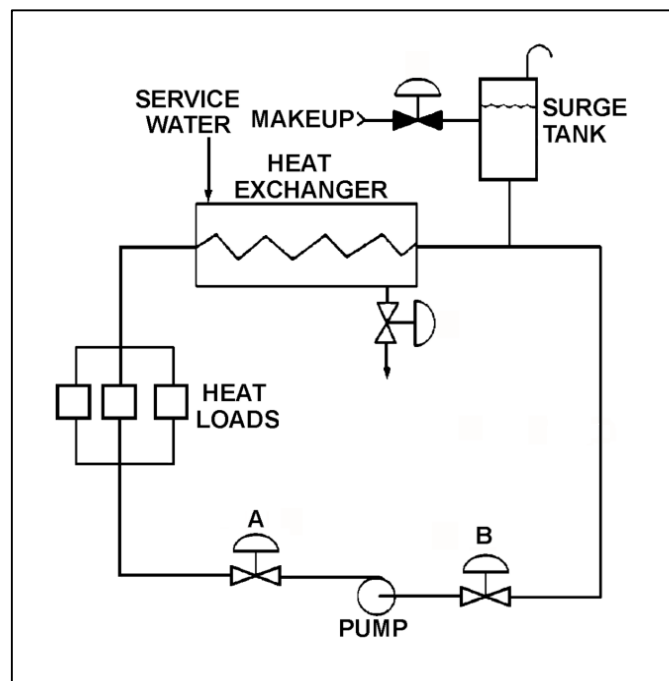 SERVICE
WATER
MAKEUP
SURGE
TANK
HEAT
EXCHANGER
HEAT
LOADS
A
B
PUMP